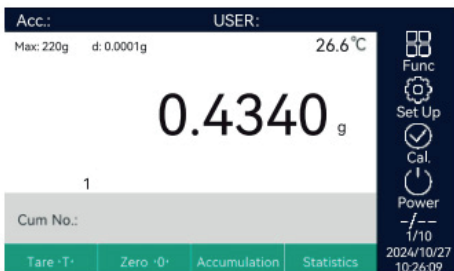 Acc.: USER:
Max: 220g d: 0.0001g 26.6℃
0.4340 g
1
Cum No.:
Tare ·T· Zero ·0· Accumulation Statistics
Func
Set Up
Cal.
Power
-/--
1/10
2024/10/27
10:26:09